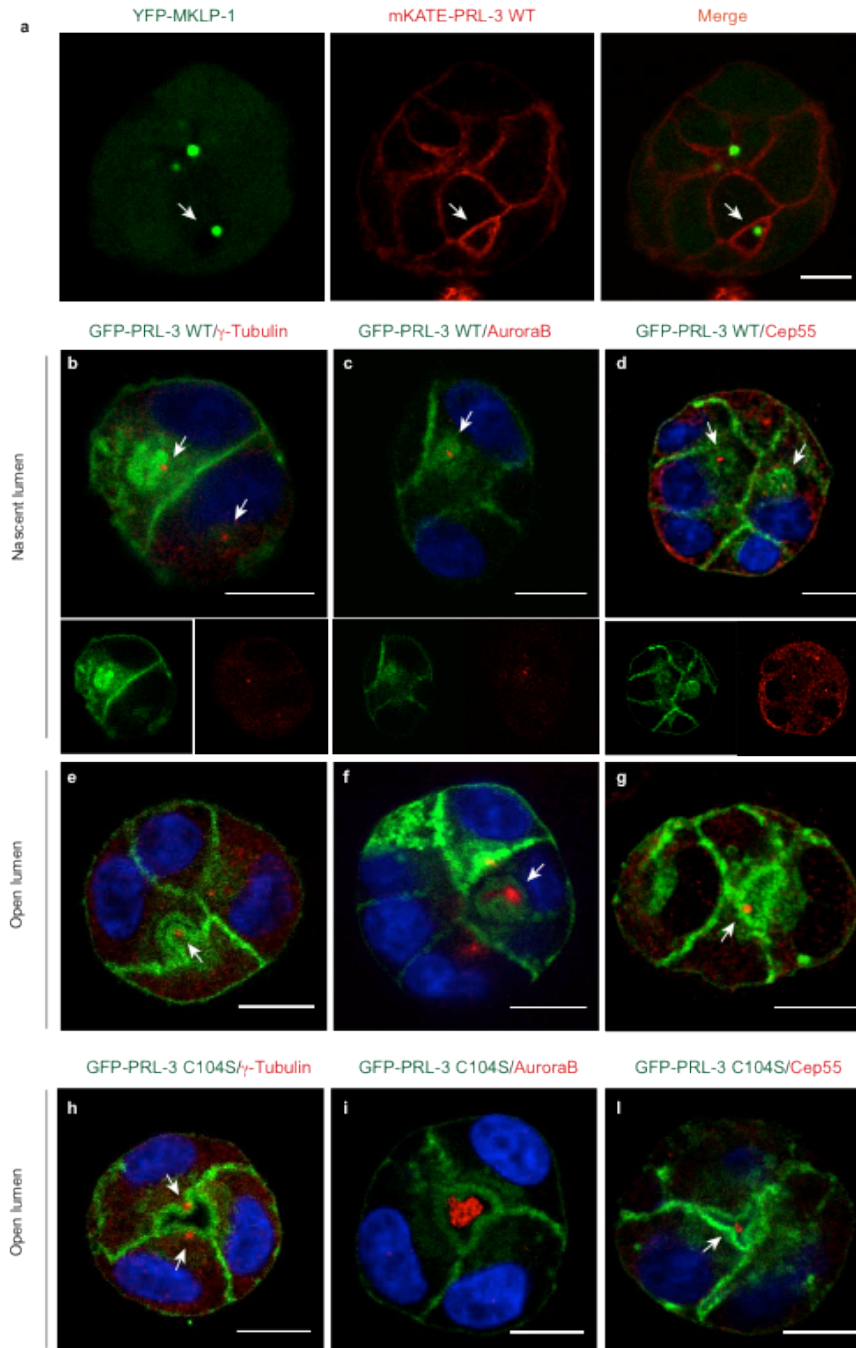 a
YFP-MKLP-1 mKATE-PRL-3 WT Merge
GFP-PRL-3 WT/γ-Tubulin GFP-PRL-3 WT/AuroraB GFP-PRL-3 WT/Cep55
Nascent lumen
b c d
Open lumen
e f g
GFP-PRL-3 C104S/γ-Tubulin GFP-PRL-3 C104S/AuroraB GFP-PRL-3 C104S/Cep55
Open lumen
h i l